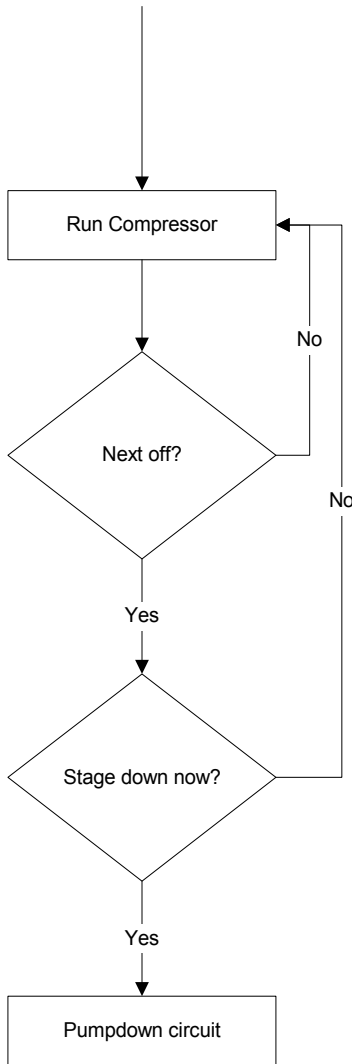 Run Compressor
No
Next off?
No
Yes
Stage down now?
Yes
Pumpdown circuit